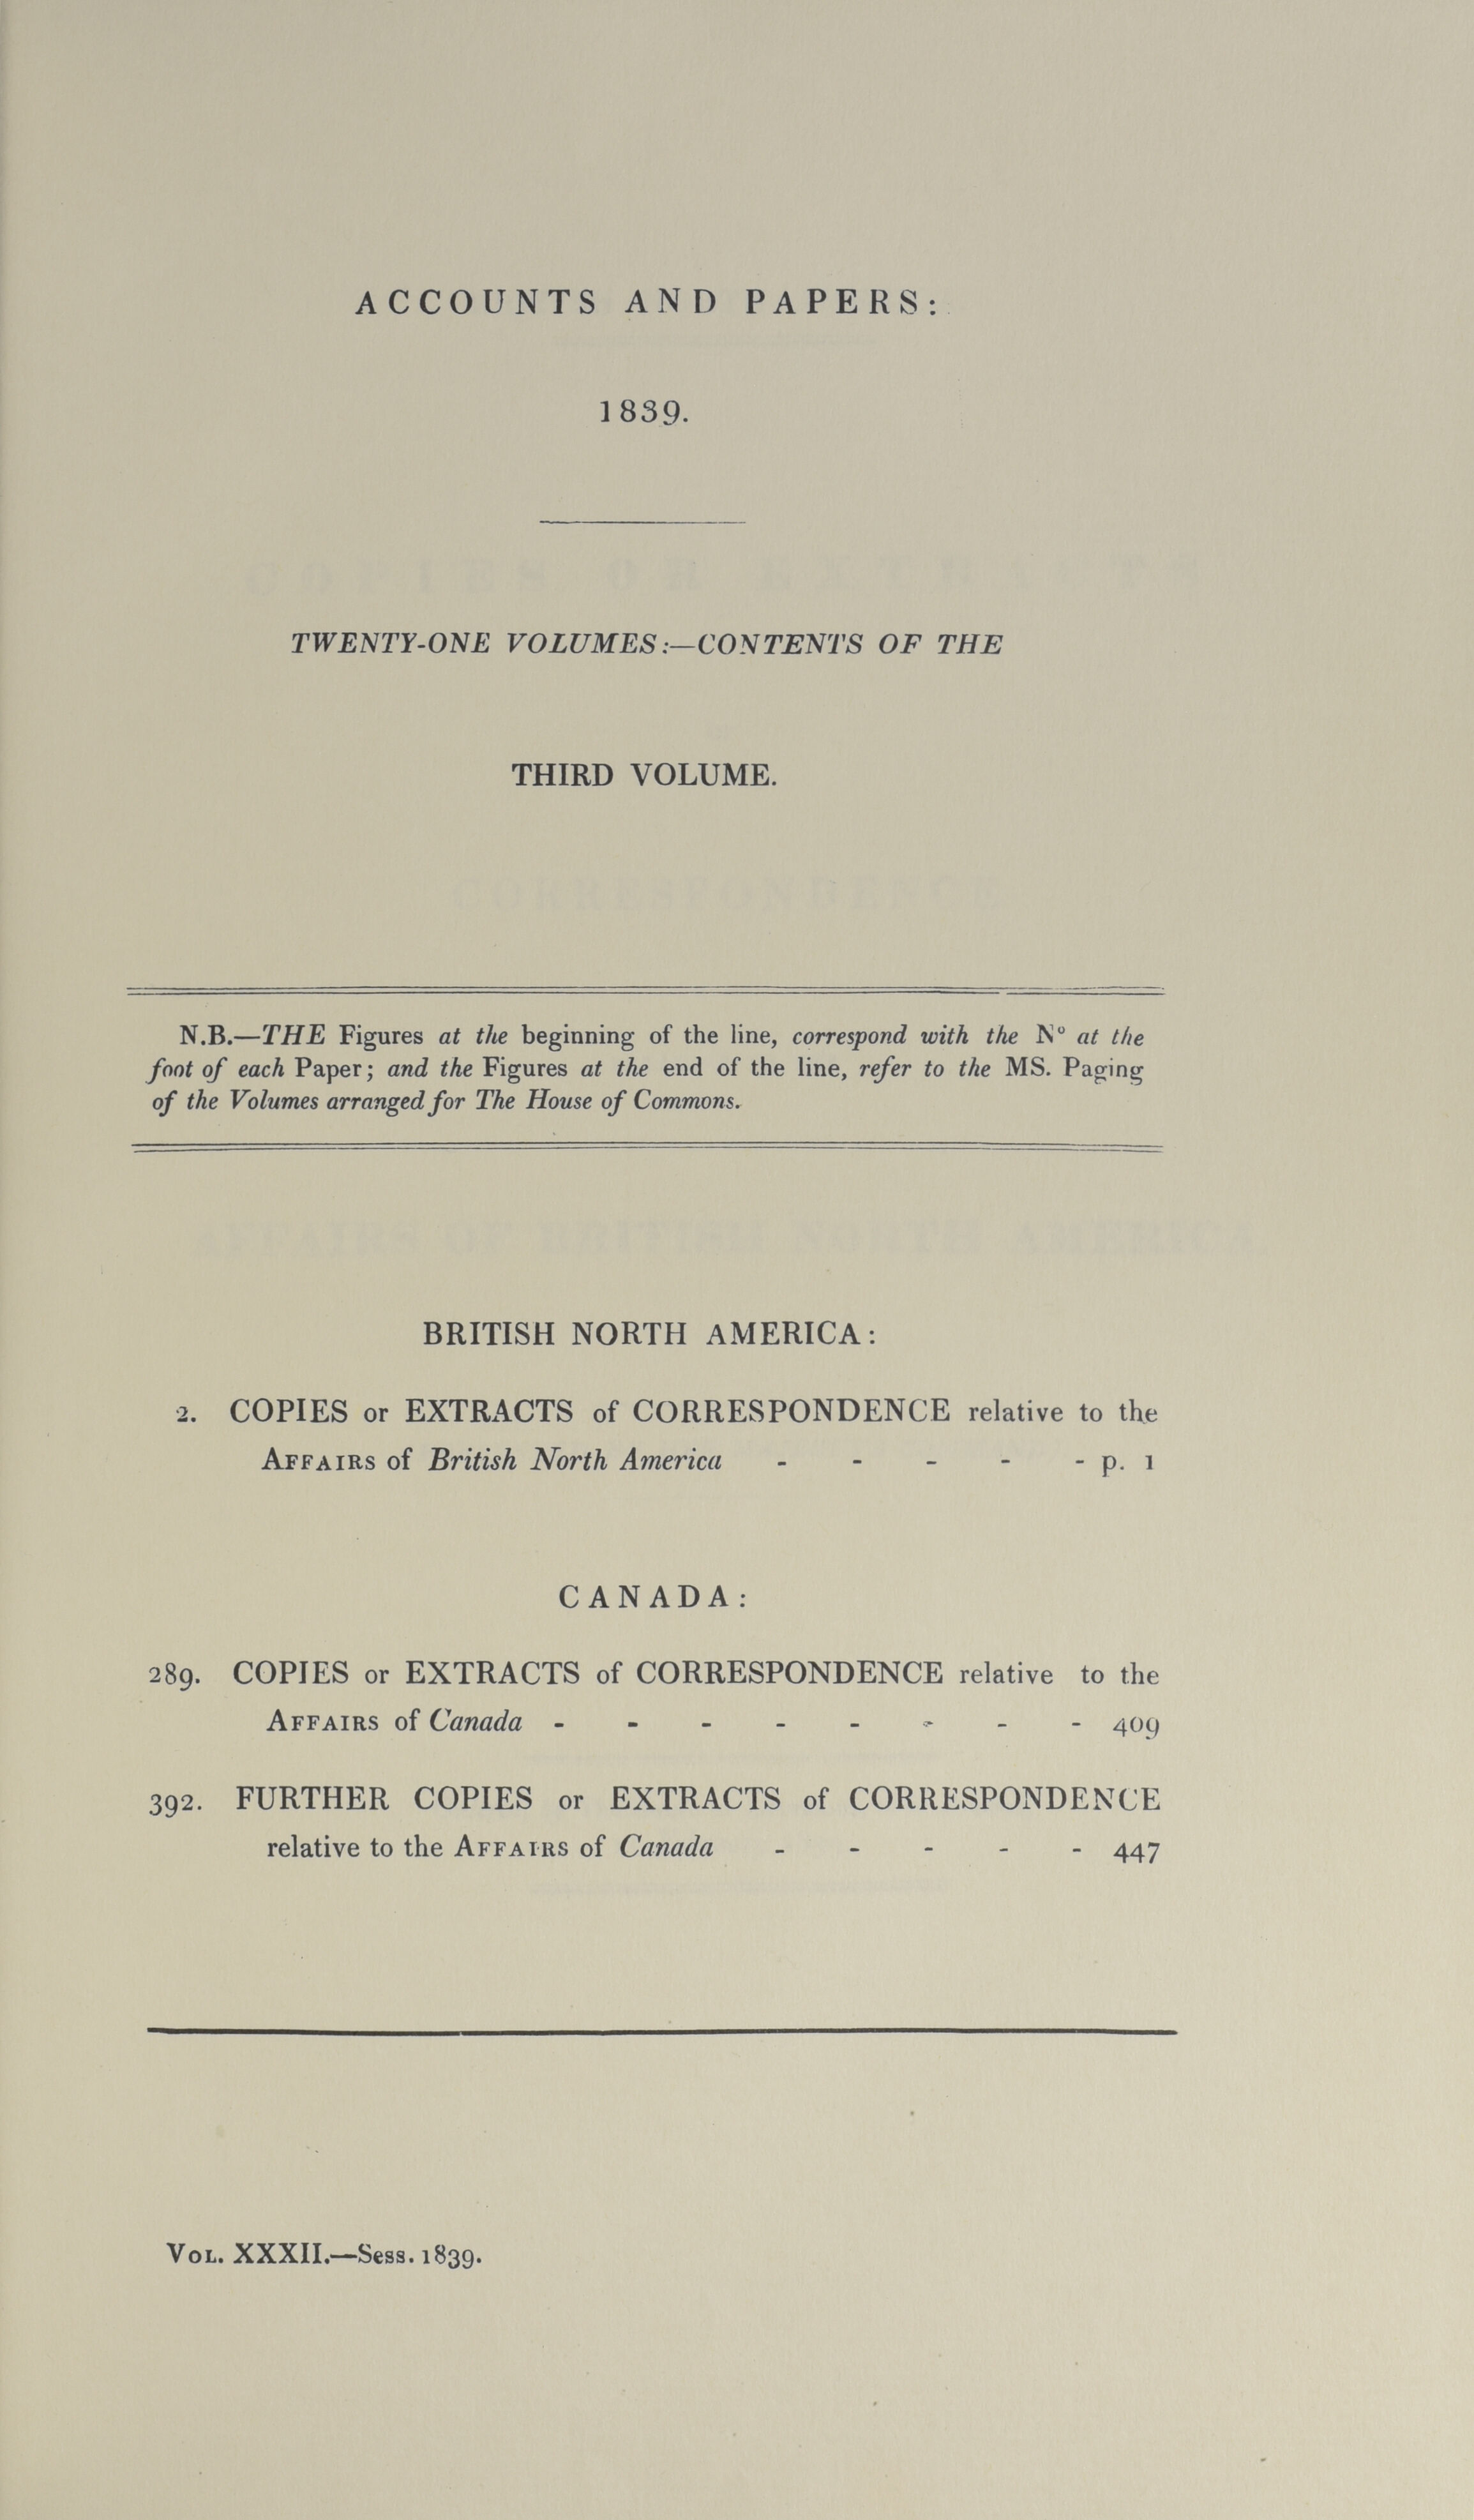 ACCOUNTS AND PAPERS:
1839.
TWENTY-ONE VOLUMES:—CONTENTS OF THE
THIRD VOLUME.
N.B.—THE Figures at the beginning of the line, correspond with the Nº at the
foot of each Paper; and the Figures at the end of the line, refer to the MS. Paging
of the Volumes arranged for The House of Commons.
BRITISH NORTH AMERICA:
2. COPIES or EXTRACTS of CORRESPONDENCE relative to the
AFFAIRS of British North America - - - - - p. 1
CANADA:
289. COPIES or EXTRACTS of CORRESPONDENCE relative to the
AFFAIRS of Canada - - - - - - - - 409
392. FURTHER COPIES or EXTRACTS of CORRESPONDENCE
relative to the AFFAIRS of Canada - - - - - 447
VOL. XXXII.—Sess. 1839.